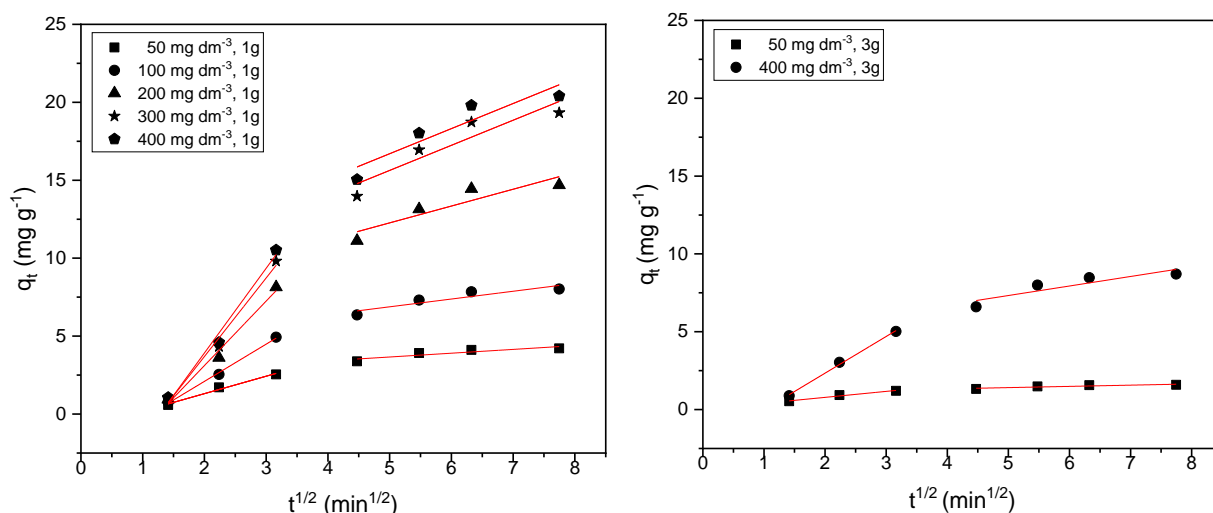 25
20
15
10
5
0
qt (mg g-1)
50 mg dm-3, 1g
100 mg dm-3, 1g
200 mg dm-3, 1g
300 mg dm-3, 1g
400 mg dm-3, 1g
0 1 2 3 4 5 6 7 8
t1/2 (min1/2)
25
20
15
10
5
0
qt (mg g-1)
50 mg dm-3, 3g
400 mg dm-3, 3g
0 1 2 3 4 5 6 7 8
t1/2 (min1/2)